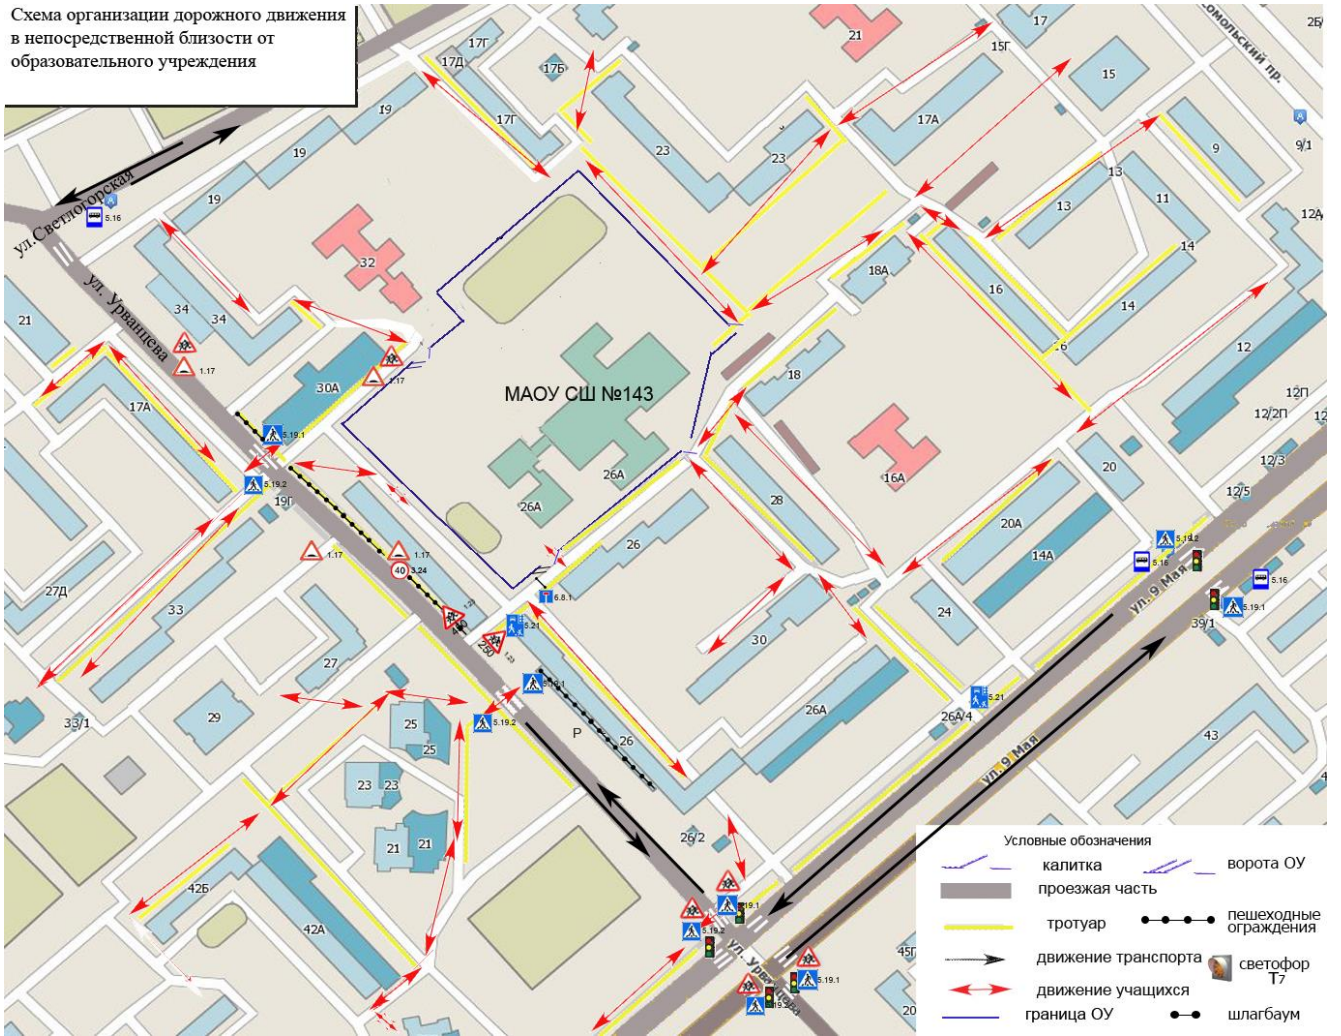 Схема организации дорожного движения
в непосредственной близости от
образовательного учреждения
17Г
17Д
17Б
21
17
15Г
15
17А
19
17Г
23
23
9
9/1
19
13
13
11
12А
19
ул.Светлогорская
5.16
32
18А
14
16
14
34
34
21
ул. Урванцева
1.17
1.17
30А
17А
МАОУ СШ №143
18
16
12
12П
12/2П
12/3
12/5
5.19.1
5.19.2
19Г
26А
26А
28
16А
20
20А
14А
1.17
1.17
40
3.24
26
27Д
33
6.8.1
5.21
250
1.23
30
24
5.19.2
5.16
5.16
5.19.1
39/1
ул. 9 Мая
27
29
33/1
25
25
5.19.2
26
P
26А
26А/4
5.21
43
ул. 9 Мая
23
23
21
21
26/2
42Б
42А
5.19.2
ул. Урванцева
5.19.1
45Г
20
Условные обозначения
калитка
ворота ОУ
проезжая часть
тротуар
пешеходные
ограждения
движение транспорта
светофор
Т7
движение учащихся
граница ОУ
шлагбаум